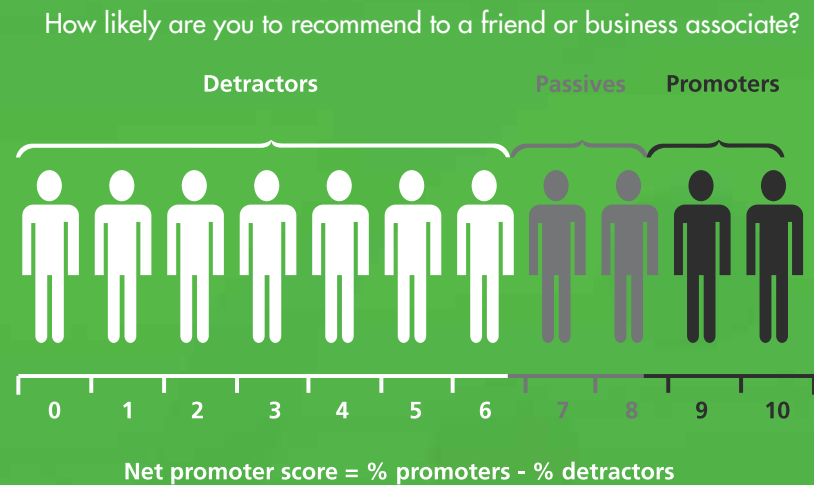 How likely are you to recommend to a friend or business associate?
Detractors Passives Promoters
0 1 2 3 4 5 6 7 8 9 10
Net promoter score = % promoters - % detractors